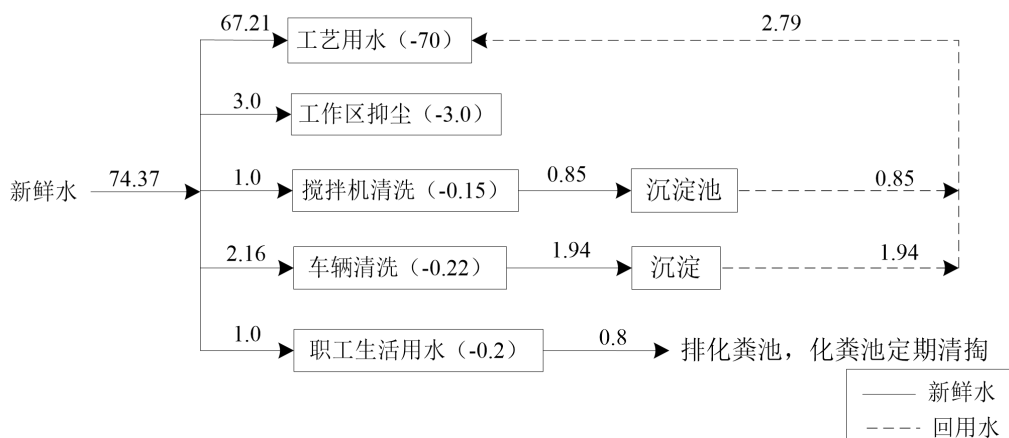 67.21
工艺用水（-70）
2.79
3.0
工作区抑尘（-3.0）
新鲜水
74.37
1.0
搅拌机清洗（-0.15）
0.85
沉淀池
0.85
2.16
车辆清洗（-0.22）
1.94
沉淀
1.94
1.0
职工生活用水（-0.2）
0.8
排化粪池，化粪池定期清掏
新鲜水
回用水